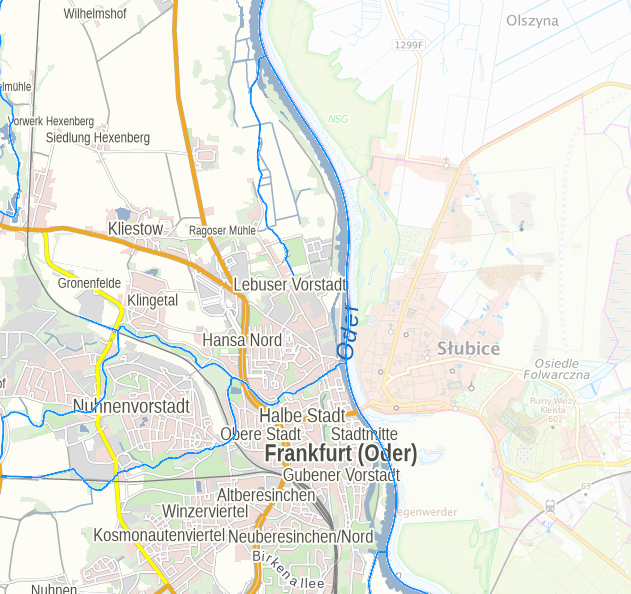 Wilhelmshof
Olszyna
1299F
Vorwerk Hexenberg
Siedlung Hexenberg
NSG
Kliestow
Ragoser Mühle
Gronenfelde
Lebuser Vorstadt
Klingetal
Oder
Hansa Nord
Słubice
Osiedle
Folwarczna
Nuhnenvorstadt
Halbe Stadt
Obere Stadt
Stadtmitte
Frankfurt (Oder)
Gubener Vorstadt
60
63
Altberesinchen
Winzerviertel
Kosmonautenviertel
Neuberesinchen/Nord
Birkenallee
Nuhnen